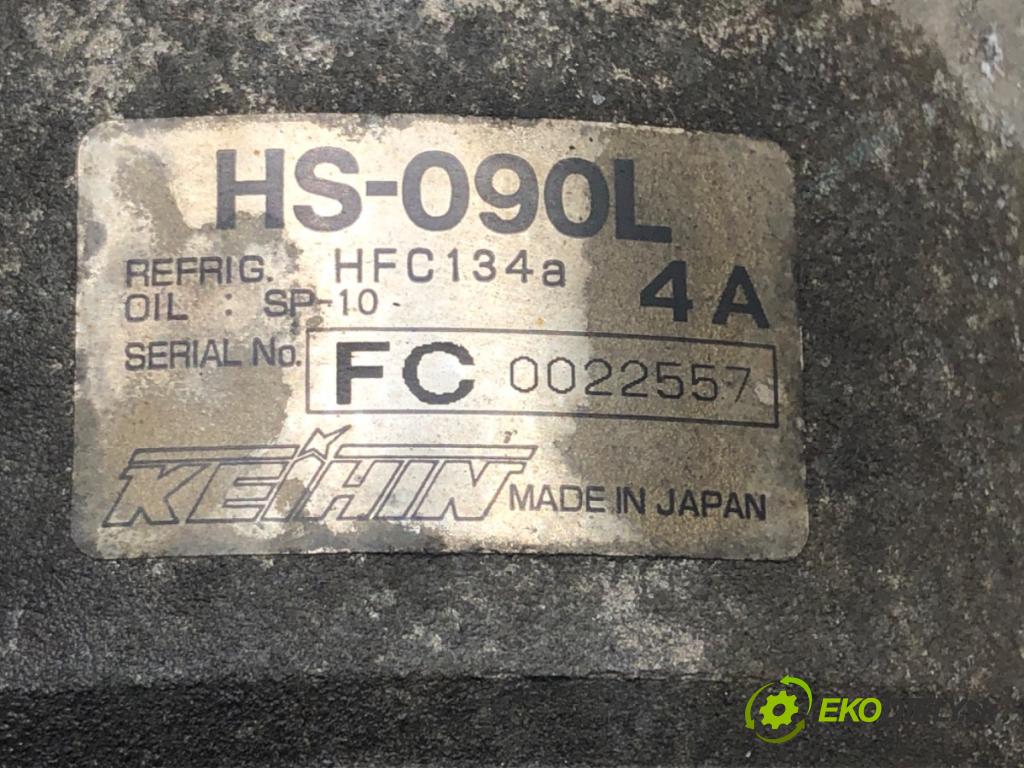 HS-090L
REFRIG. HFC134a
OIL : SP-10
4A
SERIAL No. FC 0022557
KEIHIN MADE IN JAPAN
EKO